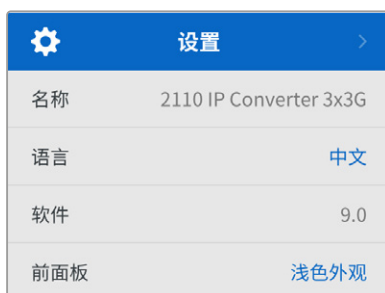 设置
名称 2110 IP Converter 3x3G
语言 中文
软件 9.0
前面板 浅色外观